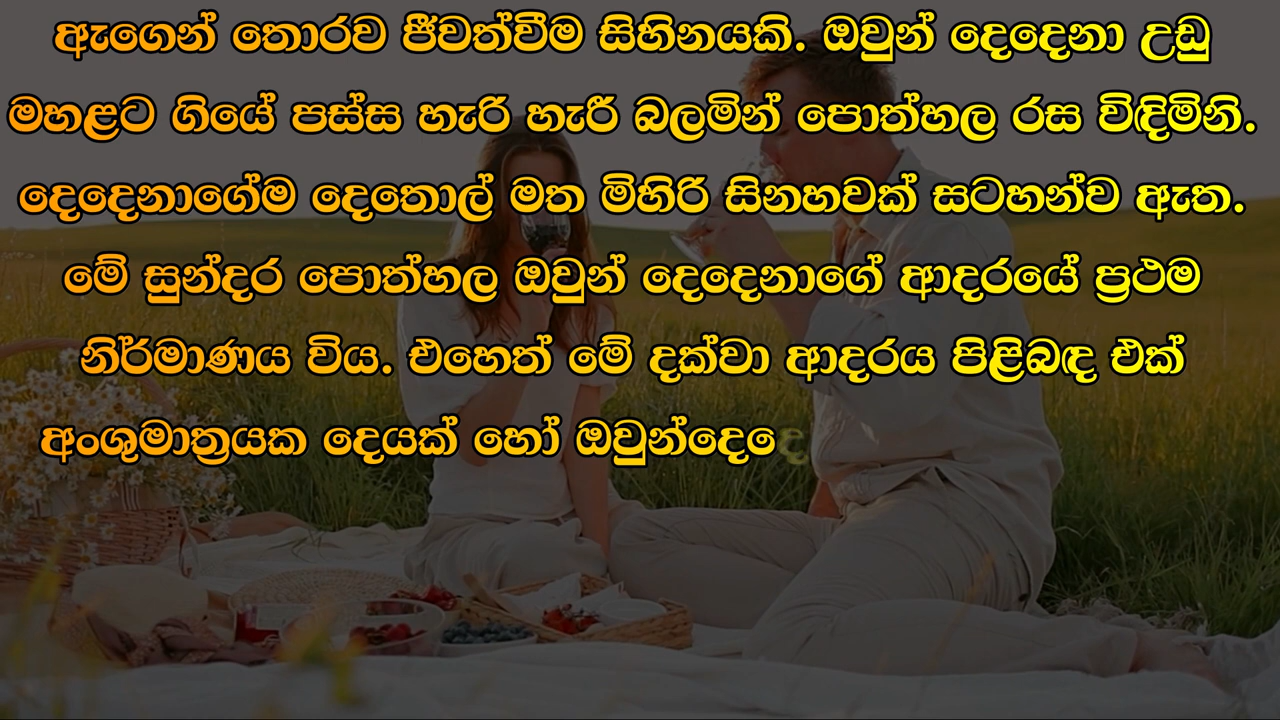 ඇගෙන් තොරව ජීවත්වීම සිහිනයකි. ඔවුන් දෙදෙනා උඩු
මහළට ගියේ පස්ස හැරි හැරී බලමින් පොත්හල රස විඳිමිනි.
දෙදෙනාගේම දෙතොල් මත මිහිරි සිනහවක් සටහන්ව ඇත.
මේ සුන්දර පොත්හල ඔවුන් දෙදෙනාගේ ආදරයේ ප්‍රථම
නිර්මාණය විය. එහෙත් මේ දක්වා ආදරය පිළිබඳ එක්
අංශුමාත්‍රයක දෙයක් හෝ ඔවුන්දෙදෙ